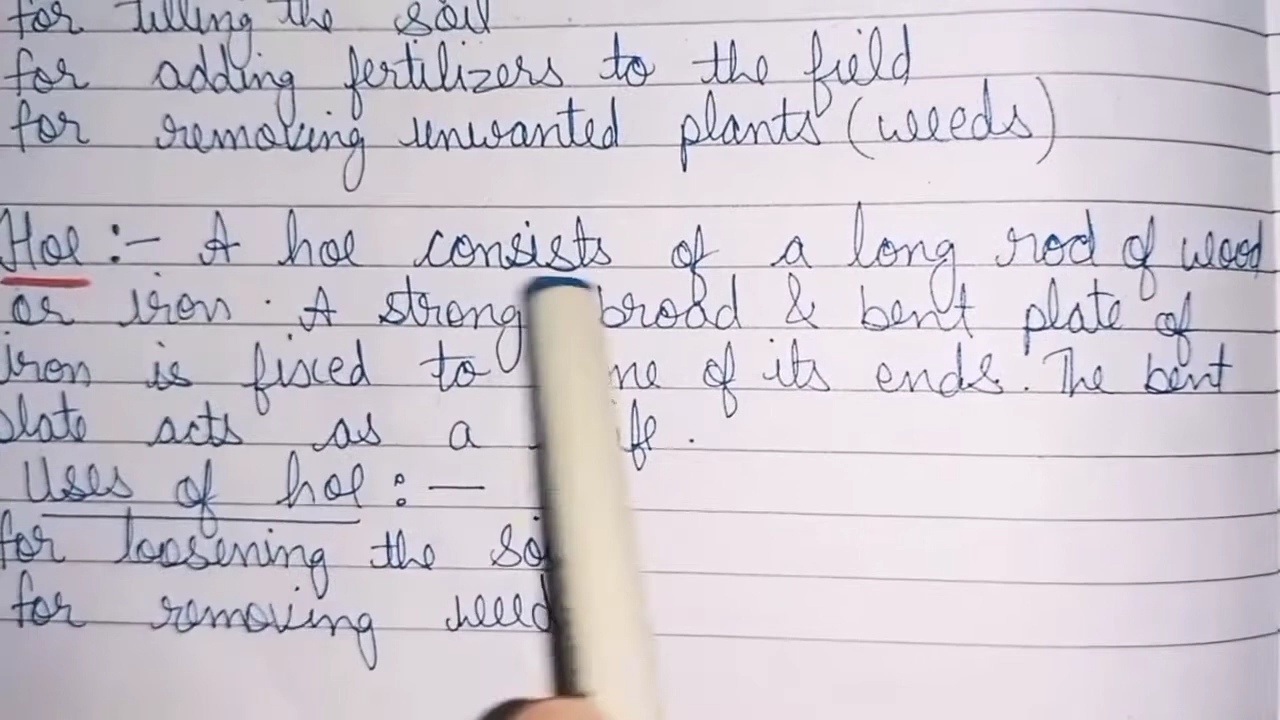 for tilling the soil
for adding fertilizers to the field
for removing unwanted plants (weeds)
Hoe :- A hoe consists of a long rod of wood
or iron . A strong broad & bent plate of
iron is fixed to of its ends. The bent
plate acts as a
Uses of hoe :-
for loosening the
for removing